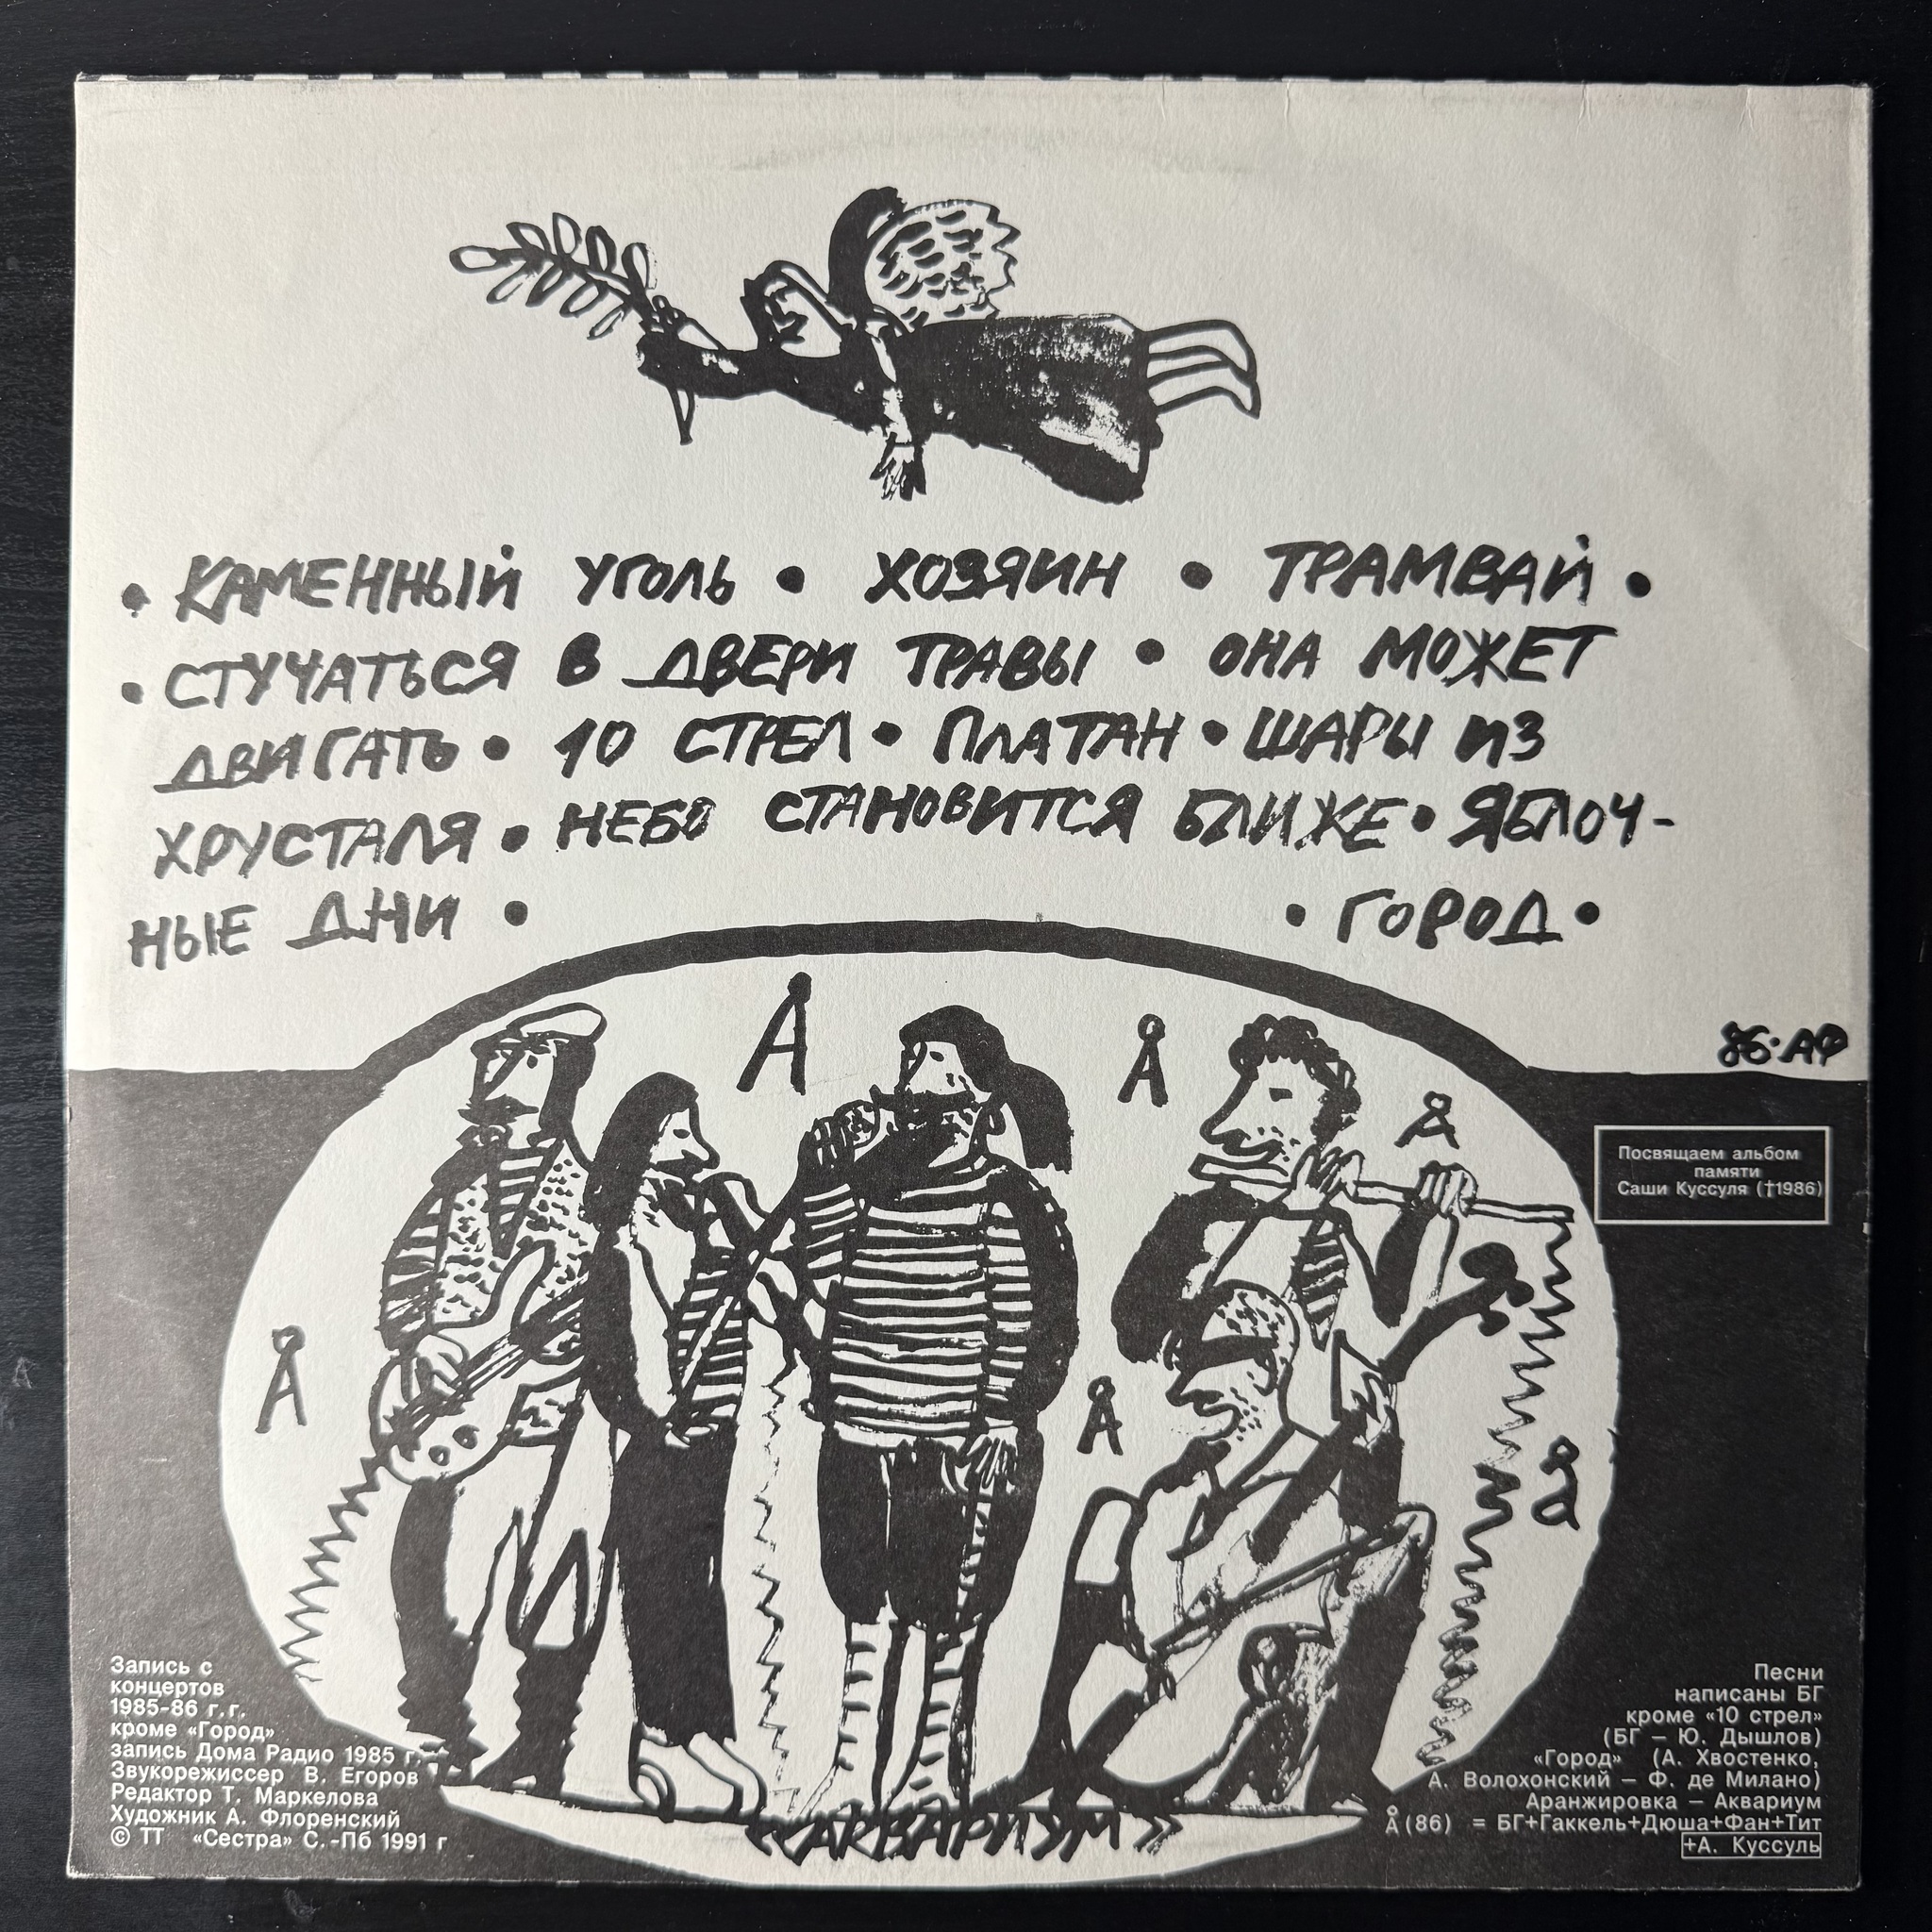 • КАМЕННЫЙ УГОЛЬ • ХОЗЯИН • ТРАМВАЙ •
• СТУЧАТЬСЯ В ДВЕРИ ТРАВЫ • ОНА МОЖЕТ
ДВИГАТЬ • 10 СТРЕЛ • ПЛАТАН • ШАРЫ ИЗ
ХРУСТАЛЯ • НЕБО СТАНОВИТСЯ БЛИЖЕ • ЯБЛОЧ-
НЫЕ ДНИ • • ГОРОД •
86·АФ
Å
Å
Å
Å
Å
Å
Посвящаем альбом
памяти
Саши Куссуля (†1986)
Запись с
концертов
1985-86 г.г.
кроме «Город»
запись Дома Радио 1985 г.
Звукорежиссер В. Егоров
Редактор Т. Маркелова
Художник А. Флоренский
© ТТ «Сестра» С.-Пб 1991 г
«АКВАРИУМ»
Песни
написаны БГ
кроме «10 стрел»
(БГ — Ю. Дышлов)
«Город» (А. Хвостенко,
А. Волохонский — Ф. де Милано)
Аранжировка — Аквариум
Å(86) = БГ+Гаккель+Дюша+Фан+Тит
+А. Куссуль